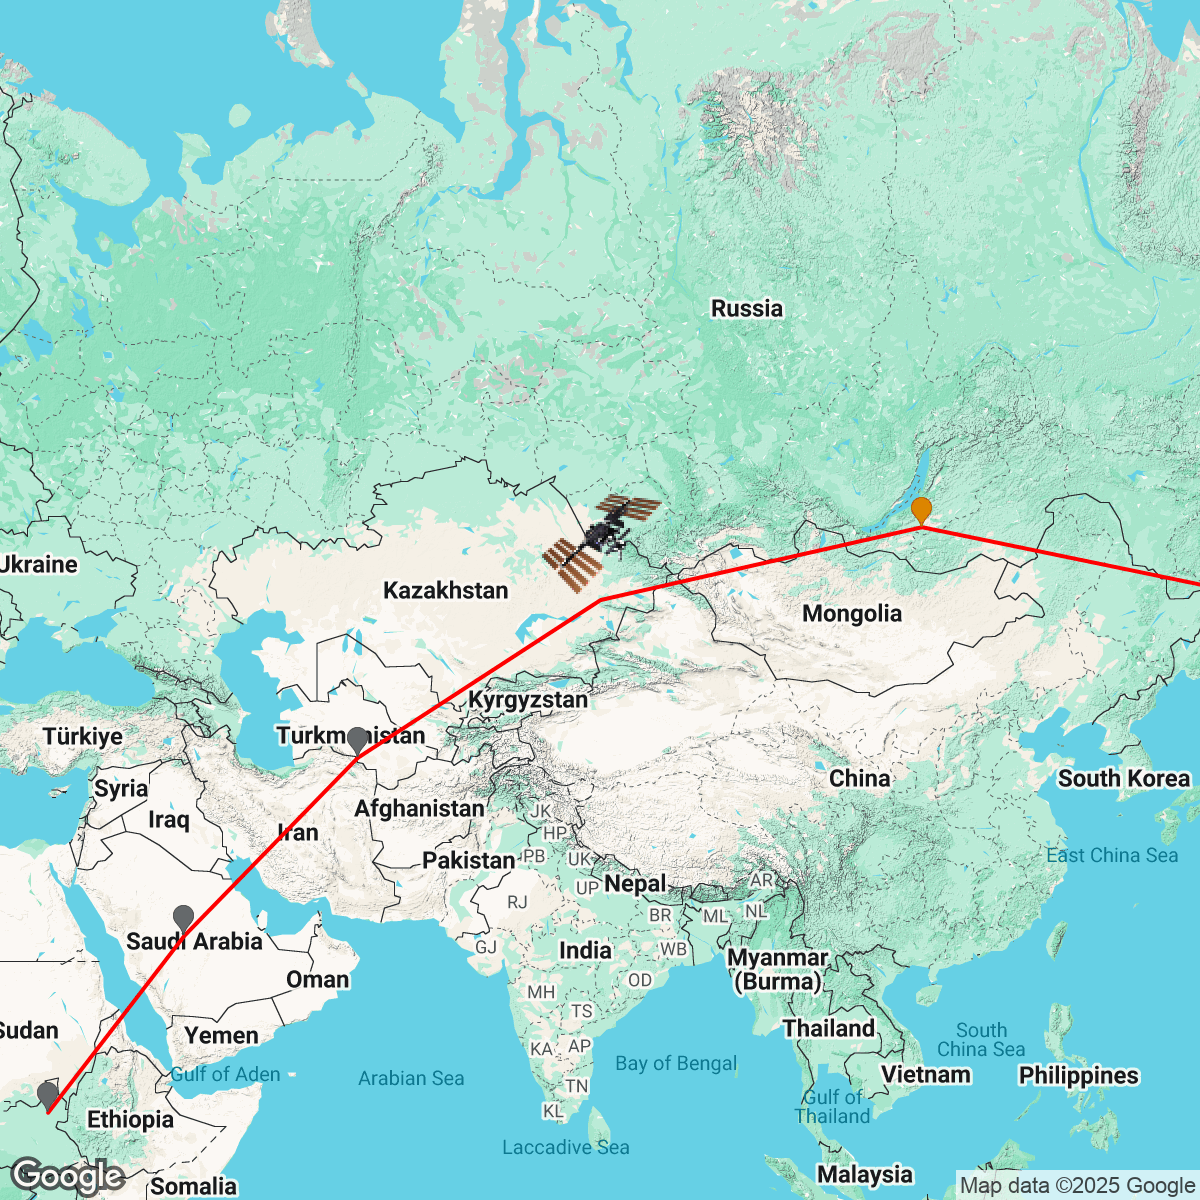 Russia
Ukraine
Kazakhstan
Mongolia
Kyrgyzstan
Türkiye
Turkmenistan
Syria
China
South Korea
Afghanistan
JK
Iraq
Iran
HP
East China Sea
Pakistan
PB
UK
Nepal
AR
UP
RJ
BR
ML
NL
Saudi Arabia
GJ
India
WB
Myanmar
(Burma)
Oman
OD
MH
TS
Sudan
Yemen
Thailand
South
China Sea
KA
AP
Bay of Bengal
Gulf of Aden
Arabian Sea
TN
Vietnam
Philippines
KL
Gulf of
Thailand
Ethiopia
Laccadive Sea
Malaysia
Somalia
Google
Map data ©2025 Google